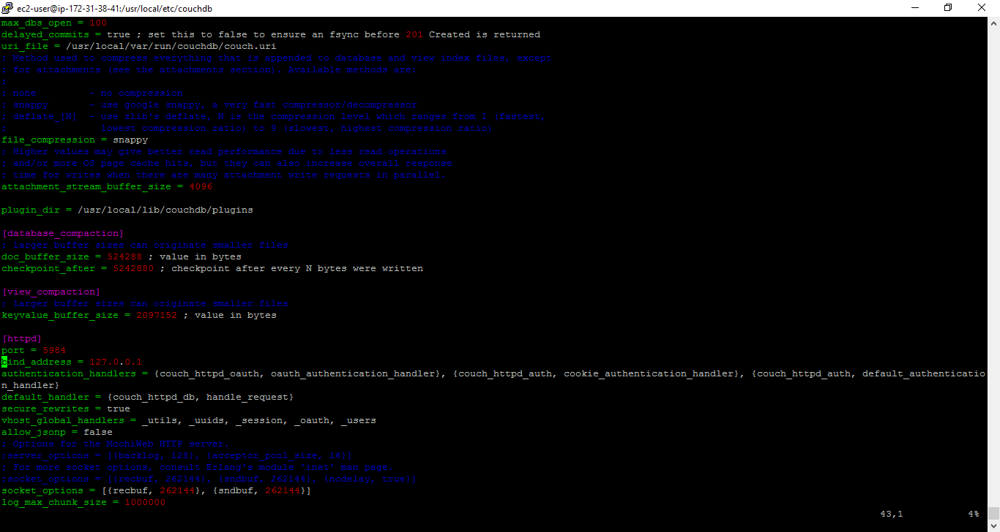 ec2-user@ip-172-31-38-41:/usr/local/etc/couchdb
max_dbs_open = 100
delayed_commits = true ; set this to false to ensure an fsync before 201 Created is returned
uri_file = /usr/local/var/run/couchdb/couch.uri
; Method used to compress everything that is appended to database and view index files, except
; for attachments (see the attachments section). Available methods are:
;
; none         - no compression
; snappy       - use google snappy, a very fast compressor/decompressor
; deflate_[N]  - use zlib's deflate, N is the compression level which ranges from 1 (fastest,
;                lowest compression ratio) to 9 (slowest, highest compression ratio)
file_compression = snappy
; Higher values may give better read performance due to less read operations
; and/or more OS page cache hits, but they can also increase overall response
; time for writes when there are many attachment write requests in parallel.
attachment_stream_buffer_size = 4096
plugin_dir = /usr/local/lib/couchdb/plugins
[database_compaction]
; larger buffer sizes can originate smaller files
doc_buffer_size = 524288 ; value in bytes
checkpoint_after = 5242880 ; checkpoint after every N bytes were written
[view_compaction]
; larger buffer sizes can originate smaller files
keyvalue_buffer_size = 2097152 ; value in bytes
[httpd]
port = 5984
bind_address = 127.0.0.1
authentication_handlers = {couch_httpd_oauth, oauth_authentication_handler}, {couch_httpd_auth, cookie_authentication_handler}, {couch_httpd_auth, default_authenticatio
n_handler}
default_handler = {couch_httpd_db, handle_request}
secure_rewrites = true
vhost_global_handlers = _utils, _uuids, _session, _oauth, _users
allow_jsonp = false
; Options for the MochiWeb HTTP server.
;server_options = [{backlog, 128}, {acceptor_pool_size, 16}]
; For more socket options, consult Erlang's module 'inet' man page.
;socket_options = [{recbuf, 262144}, {sndbuf, 262144}, {nodelay, true}]
socket_options = [{recbuf, 262144}, {sndbuf, 262144}]
log_max_chunk_size = 1000000
43,1 4%